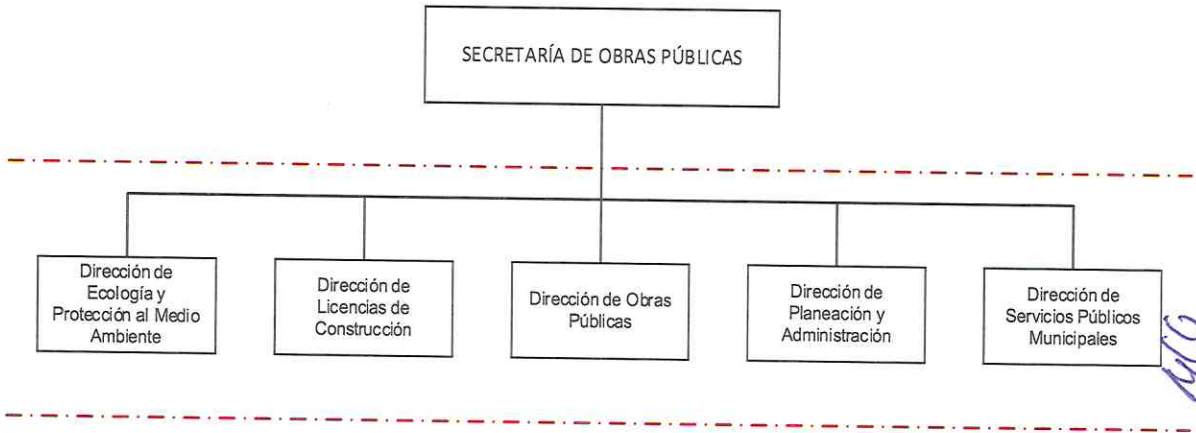 SECRETARÍA DE OBRAS PÚBLICAS
Dirección de
Ecología y
Protección al Medio
Ambiente
Dirección de
Licencias de
Construcción
Dirección de Obras
Públicas
Dirección de
Planeación y
Administración
Dirección de
Servicios Públicos
Municipales